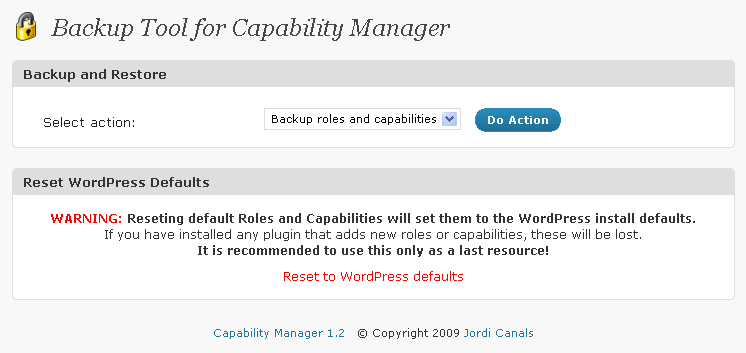 Backup Tool for Capability Manager
Backup and Restore
Select action: Backup roles and capabilities Do Action
Reset WordPress Defaults
WARNING: Reseting default Roles and Capabilities will set them to the WordPress install defaults.
If you have installed any plugin that adds new roles or capabilities, these will be lost.
It is recommended to use this only as a last resource!
Reset to WordPress defaults
Capability Manager 1.2 © Copyright 2009 Jordi Canals